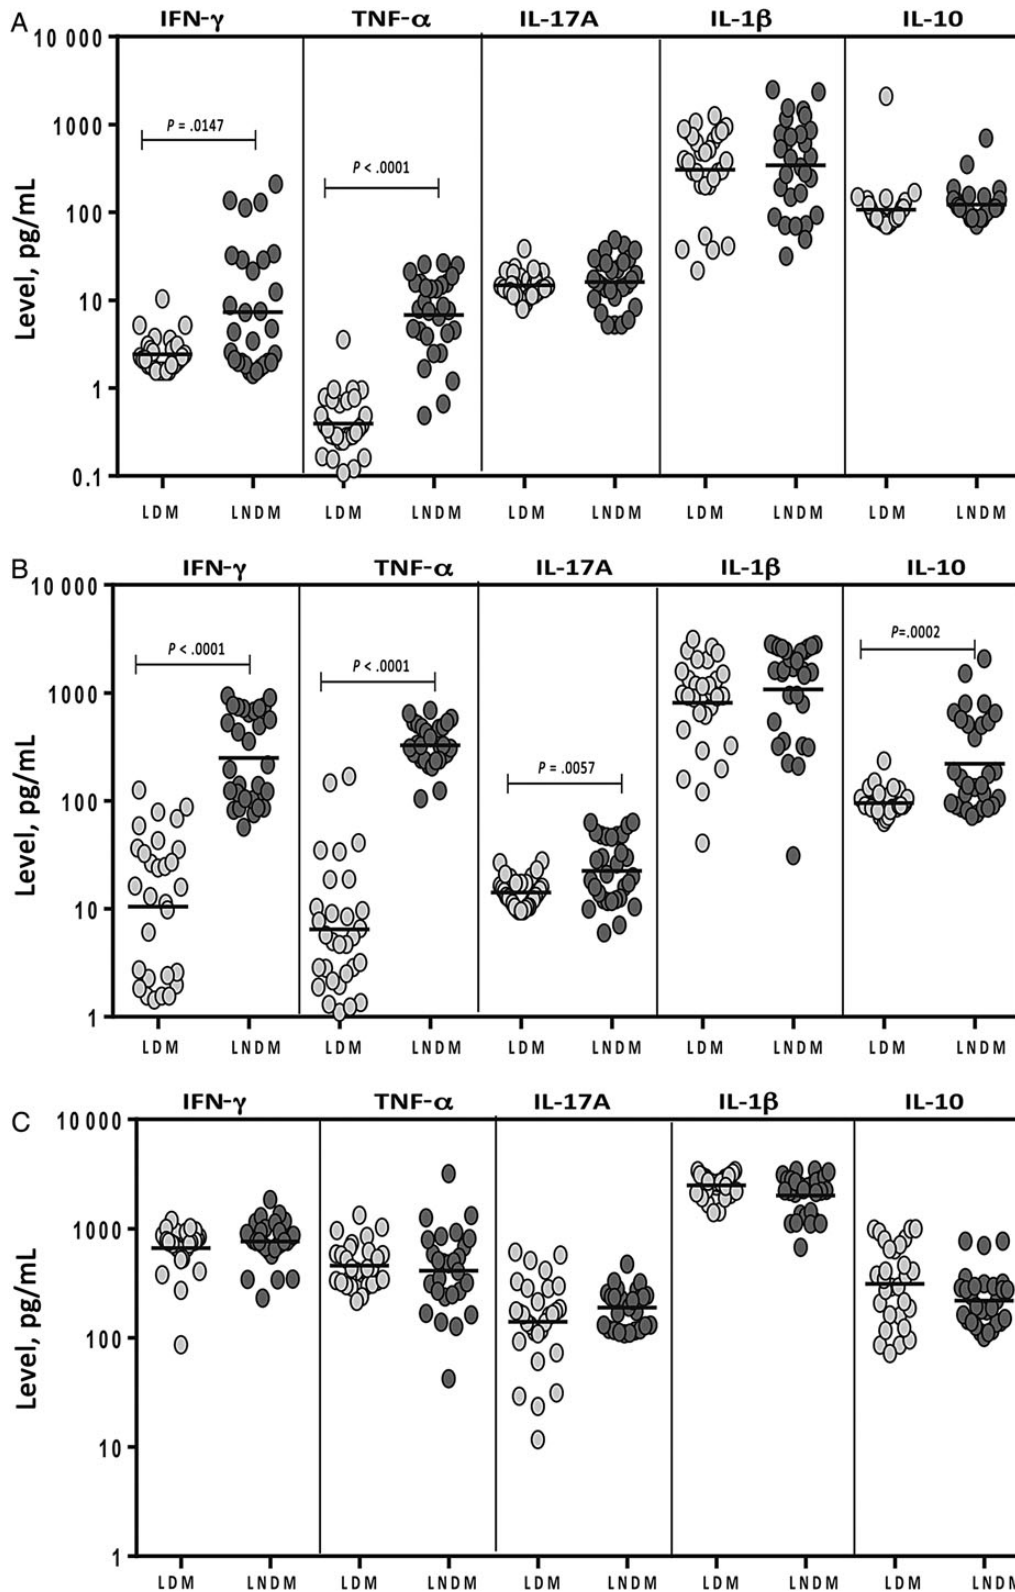 A
IFN-γ TNF-α IL-17A IL-1β IL-10
10 000
1000
100
10
1
0.1
Level, pg/mL
P = .0147
P < .0001
LDM LNDM LDM LNDM LDM LNDM LDM LNDM LDM LNDM
B
IFN-γ TNF-α IL-17A IL-1β IL-10
10 000
1000
100
10
1
Level, pg/mL
P < .0001
P < .0001
P = .0057
P=.0002
LDM LNDM LDM LNDM LDM LNDM LDM LNDM LDM LNDM
C
IFN-γ TNF-α IL-17A IL-1β IL-10
10 000
1000
100
10
1
Level, pg/mL
LDM LNDM LDM LNDM LDM LNDM LDM LNDM LDM LNDM